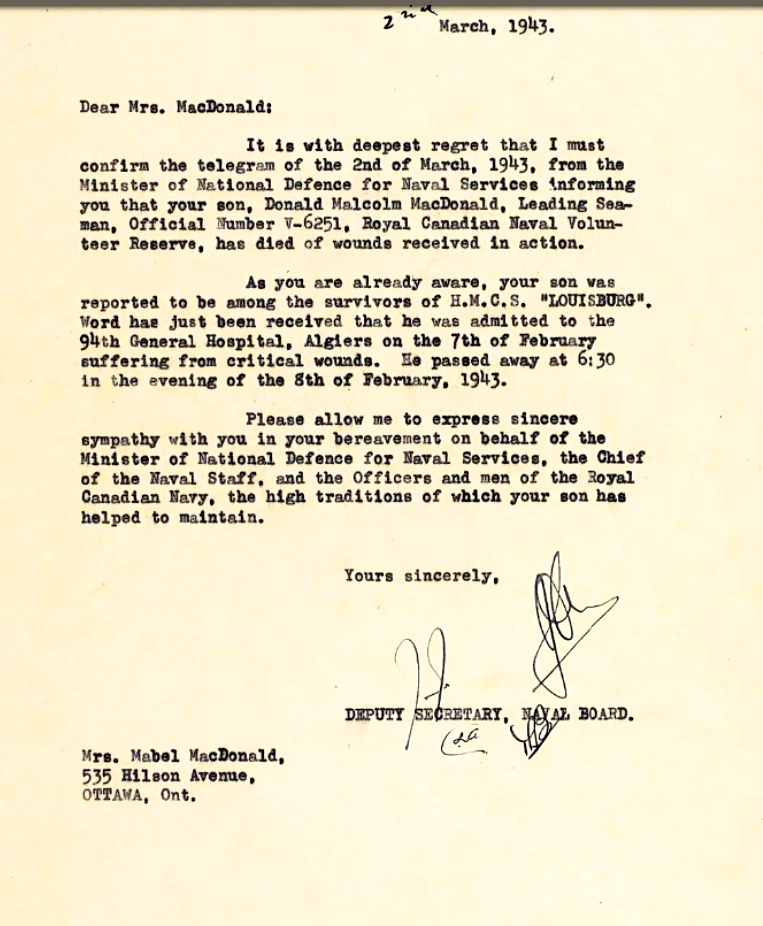 2nd March, 1943.
Dear Mrs. MacDonald:
It is with deepest regret that I must
confirm the telegram of the 2nd of March, 1943, from the
Minister of National Defence for Naval Services informing
you that your son, Donald Malcolm MacDonald, Leading Sea-
man, Official Number V-6251, Royal Canadian Naval Volun-
teer Reserve, has died of wounds received in action.
As you are already aware, your son was
reported to be among the survivors of H.M.C.S. "LOUISBURG".
Word has just been received that he was admitted to the
94th General Hospital, Algiers on the 7th of February
suffering from critical wounds. He passed away at 6:30
in the evening of the 8th of February, 1943.
Please allow me to express sincere
sympathy with you in your bereavement on behalf of the
Minister of National Defence for Naval Services, the Chief
of the Naval Staff, and the Officers and men of the Royal
Canadian Navy, the high traditions of which your son has
helped to maintain.
Yours sincerely,
DEPUTY SECRETARY, NAVAL BOARD.
Mrs. Mabel MacDonald,
535 Hilson Avenue,
OTTAWA, Ont.